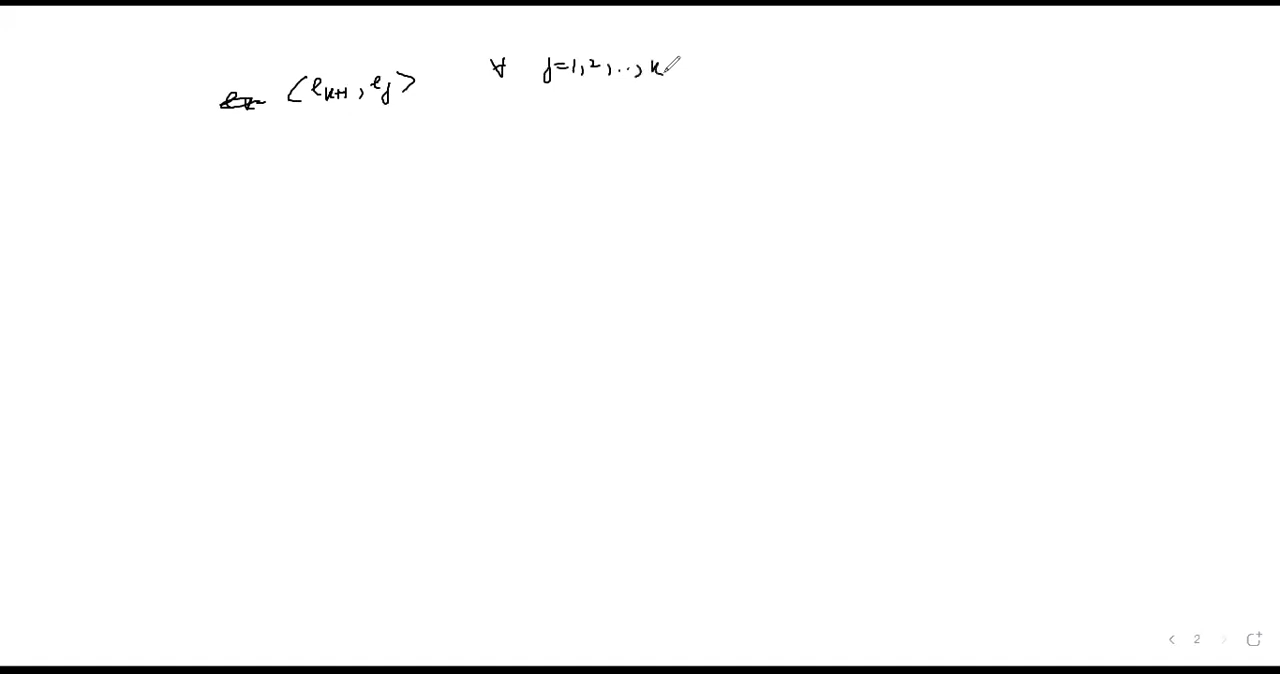 ⟨e_{k+1}, e_j⟩ ∀ j=1,2,...,k
2